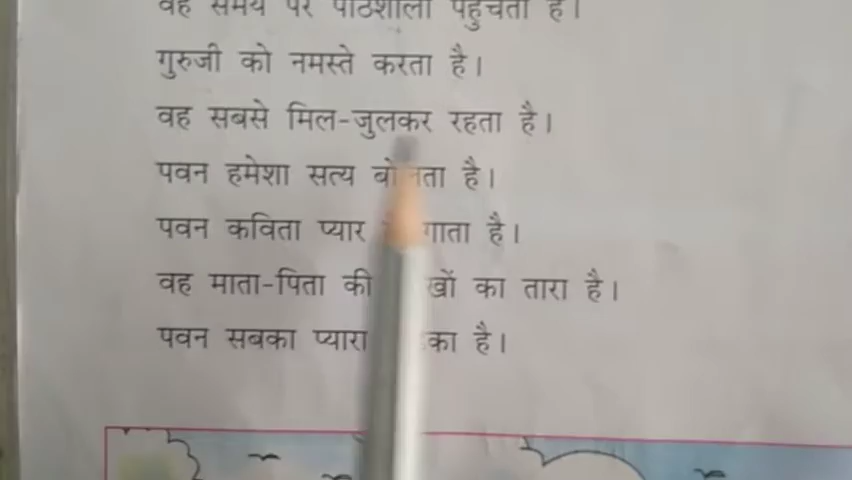 वह समय पर पाठशाला पहुँचता है।
गुरुजी को नमस्ते करता है।
वह सबसे मिल-जुलकर रहता है।
पवन हमेशा सत्य है।
पवन कविता प्यार गाता है।
वह माता-पिता की का तारा है।
पवन सबका प्यारा है।